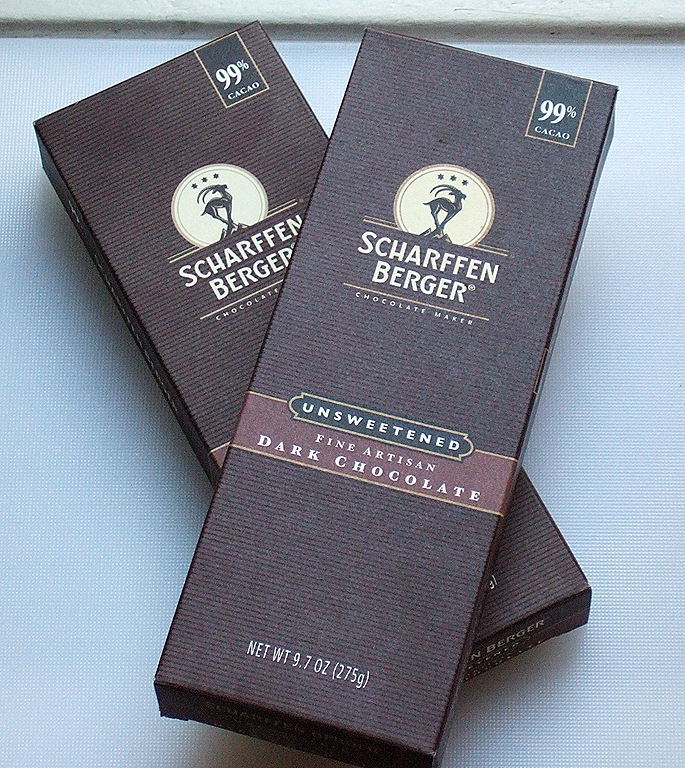 99%
CACAO
SCHARFFEN
BERGER
CHOCOLATE
99%
CACAO
SCHARFFEN
BERGER®
CHOCOLATE MAKER
UNSWEETENED
FINE ARTISAN
DARK CHOCOLATE
NET WT 9.7 OZ (275g)
N BERGER